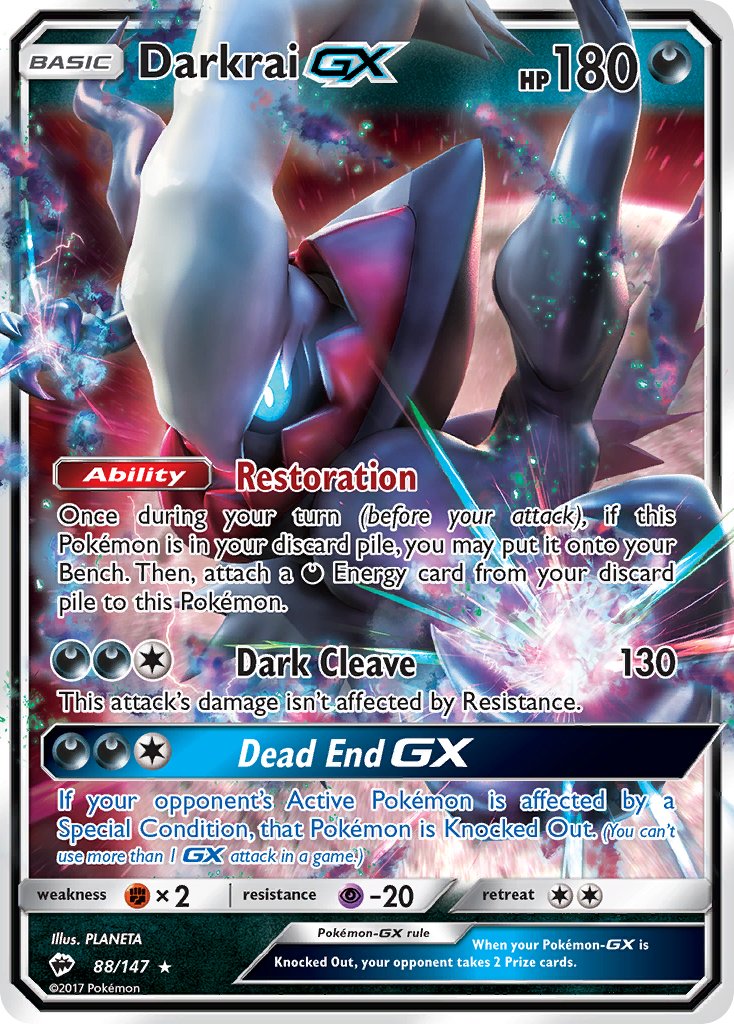 BASIC Darkrai GX HP 180
Ability Restoration
Once during your turn (before your attack), if this
Pokémon is in your discard pile, you may put it onto your
Bench. Then, attach a Energy card from your discard
pile to this Pokémon.
Dark Cleave 130
This attack's damage isn't affected by Resistance.
Dead End GX
If your opponent's Active Pokémon is affected by a
Special Condition, that Pokémon is Knocked Out. (You can't
use more than 1 GX attack in a game.)
weakness × 2 resistance -20 retreat
Illus. PLANETA
88/147
©2017 Pokémon
Pokémon-GX rule
When your Pokémon-GX is
Knocked Out, your opponent takes 2 Prize cards.